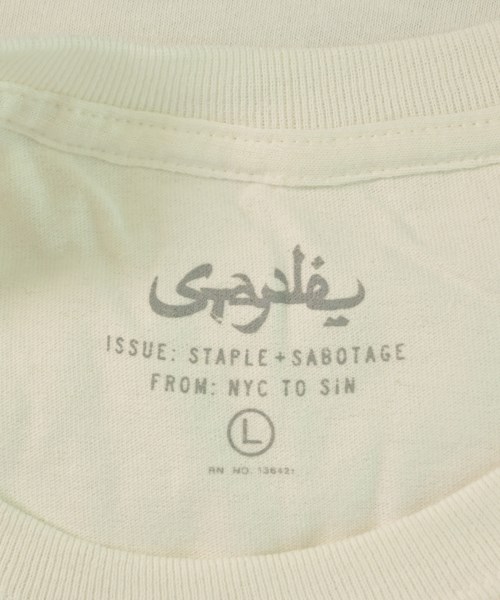 Staple
ISSUE: STAPLE + SABOTAGE
FROM: NYC TO SiN
L
RN NO. 136421